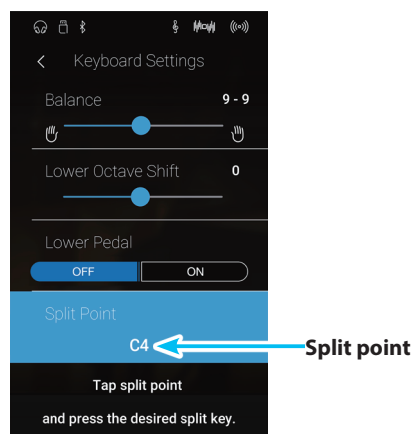 Keyboard Settings
Balance 9 - 9
Lower Octave Shift 0
Lower Pedal
OFF ON
Split Point
C4
Split point
Tap split point
and press the desired split key.